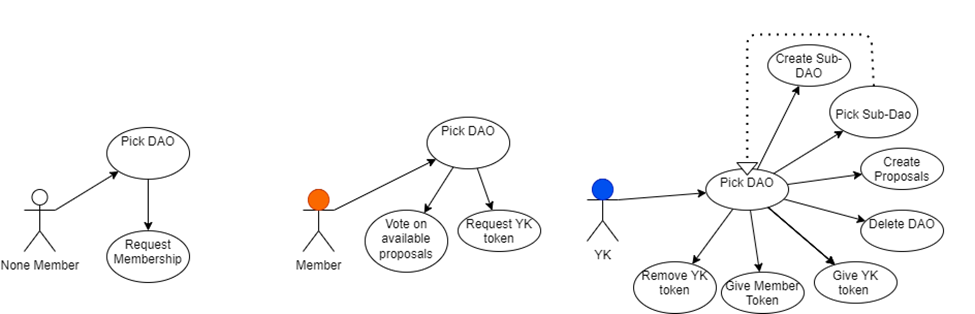 Pick DAO
Request
Membership
None Member
Pick DAO
Vote on
available
proposals
Request YK
token
Member
Create Sub-
DAO
Pick Sub-Dao
Create
Proposals
Pick DAO
Delete DAO
Remove YK
token
Give Member
Token
Give YK
token
YK